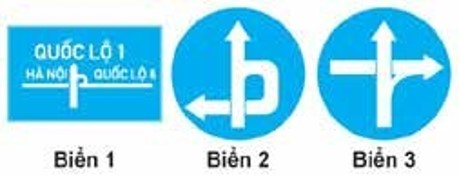 QUỐC LỘ 1
HÀ NỘI QUỐC LỘ 6
Biển 1 Biển 2 Biển 3